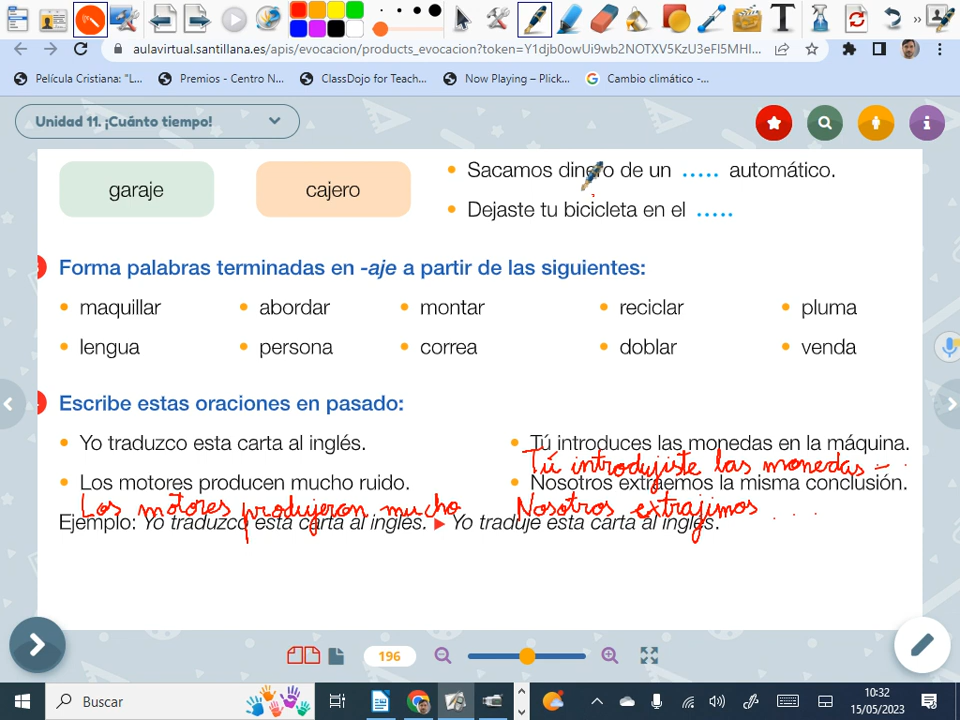 aulavirtual.santillana.es/apis/evocacion/products_evocacion?token=Y1djb0owUi9wb2NOTXV5KzU3eFI5MHI...
Película Cristiana: "L... Premios - Centro N... ClassDojo for Teach... Now Playing – Plick... Cambio climático -...
Unidad 11. ¡Cuánto tiempo!
garaje cajero
• Sacamos dinero de un ..... automático.
• Dejaste tu bicicleta en el .....
Forma palabras terminadas en -aje a partir de las siguientes:
• maquillar • abordar • montar • reciclar • pluma
• lengua • persona • correa • doblar • venda
Escribe estas oraciones en pasado:
• Yo traduzco esta carta al inglés. • Tú introduces las monedas en la máquina.
Tú introdujiste las monedas - ..
• Los motores producen mucho ruido. • Nosotros extraemos la misma conclusión.
Los motores produjeron mucho Nosotros extrajimos .....
Ejemplo: Yo traduzco esta carta al inglés. ▶ Yo traduje esta carta al inglés.
196
Buscar
10:32
15/05/2023